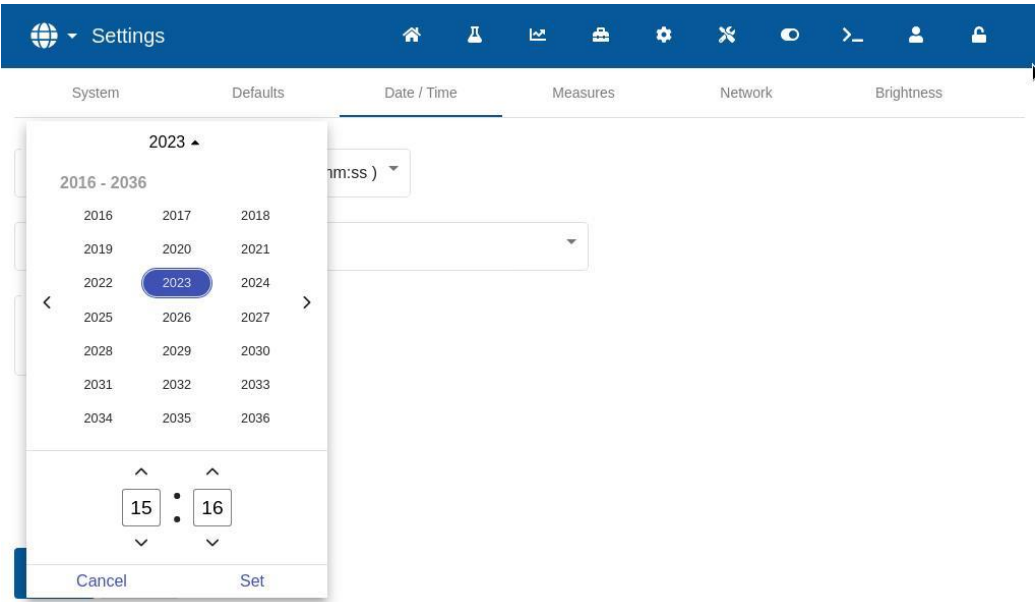 Settings
System Defaults Date / Time Measures Network Brightness
2023
:ss )
2016 - 2036
2016 2017 2018
2019 2020 2021
2022 2023 2024
2025 2026 2027
2028 2029 2030
2031 2032 2033
2034 2035 2036
15 : 16
Cancel Set